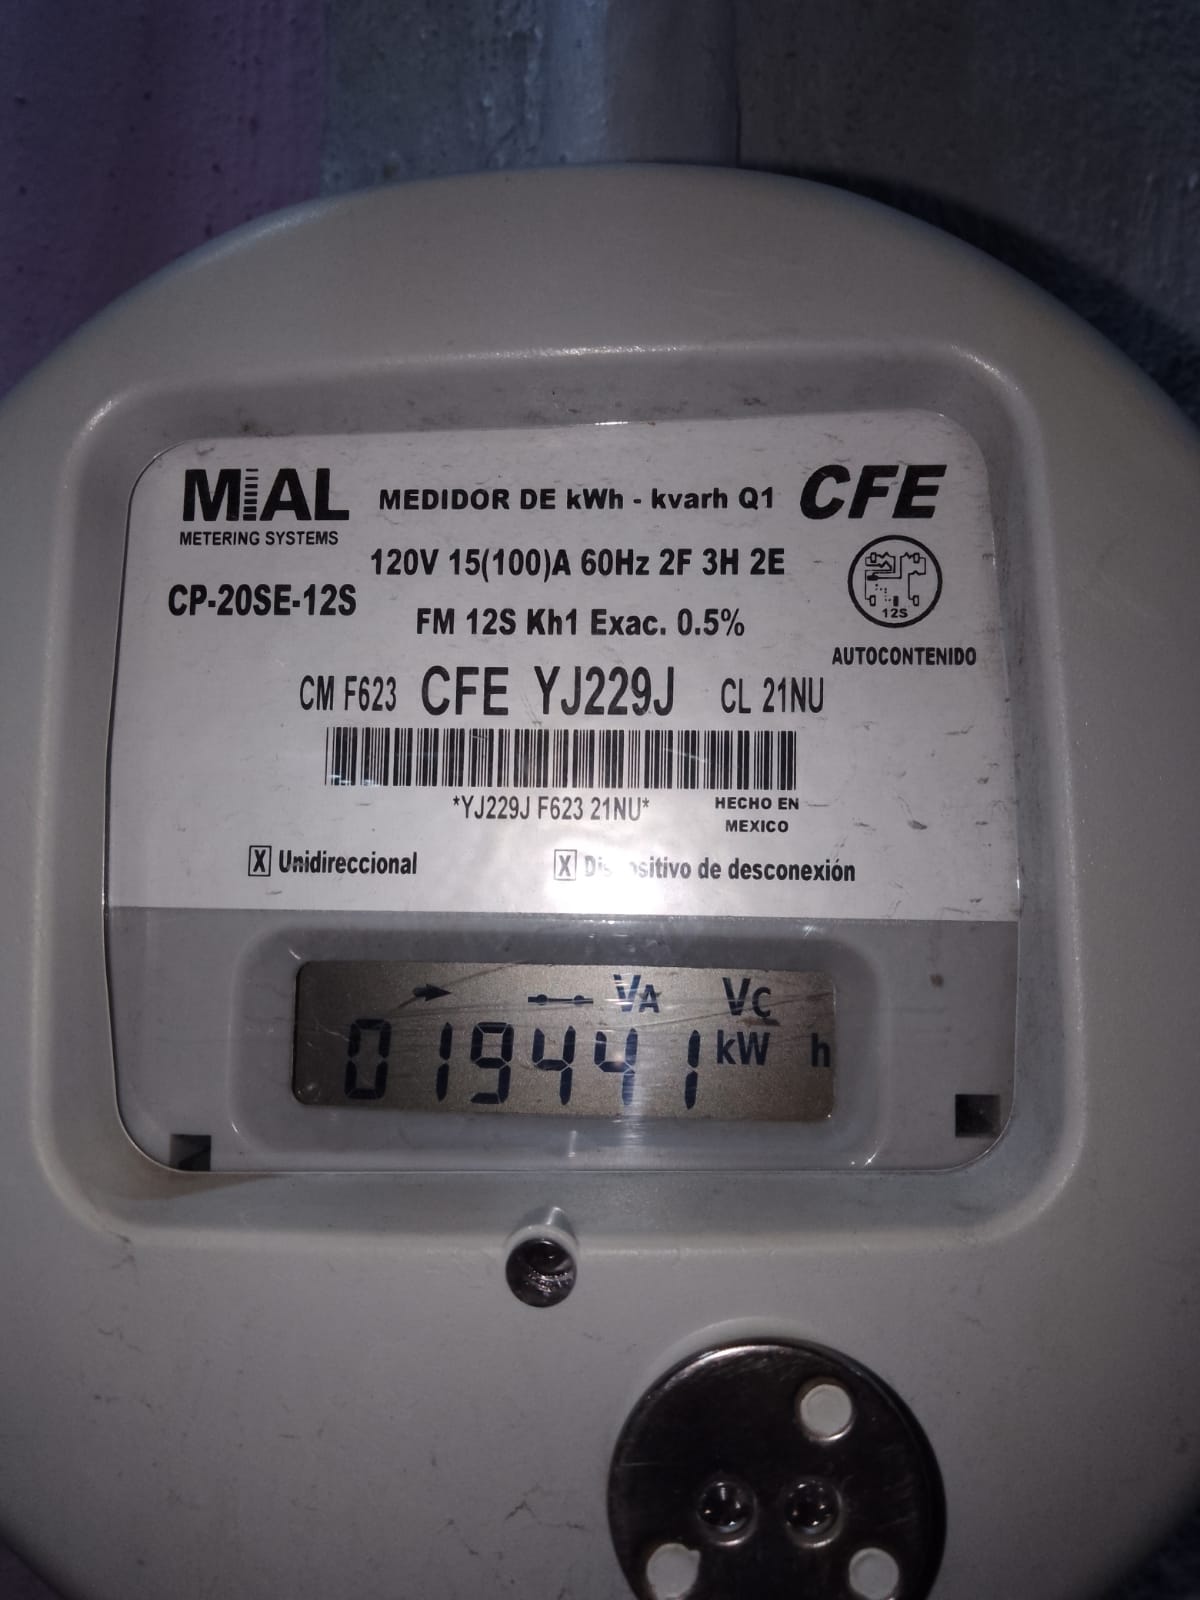 MIAL
METERING SYSTEMS
MEDIDOR DE kWh - kvarh Q1
CFE
120V 15(100)A 60Hz 2F 3H 2E
CP-20SE-12S
FM 12S Kh1 Exac. 0.5%
12S
AUTOCONTENIDO
CM F623 CFE YJ229J CL 21NU
*YJ229J F623 21NU*
HECHO EN
MEXICO
X Unidireccional
X Dispositivo de desconexión
VA VC
019441 kW h